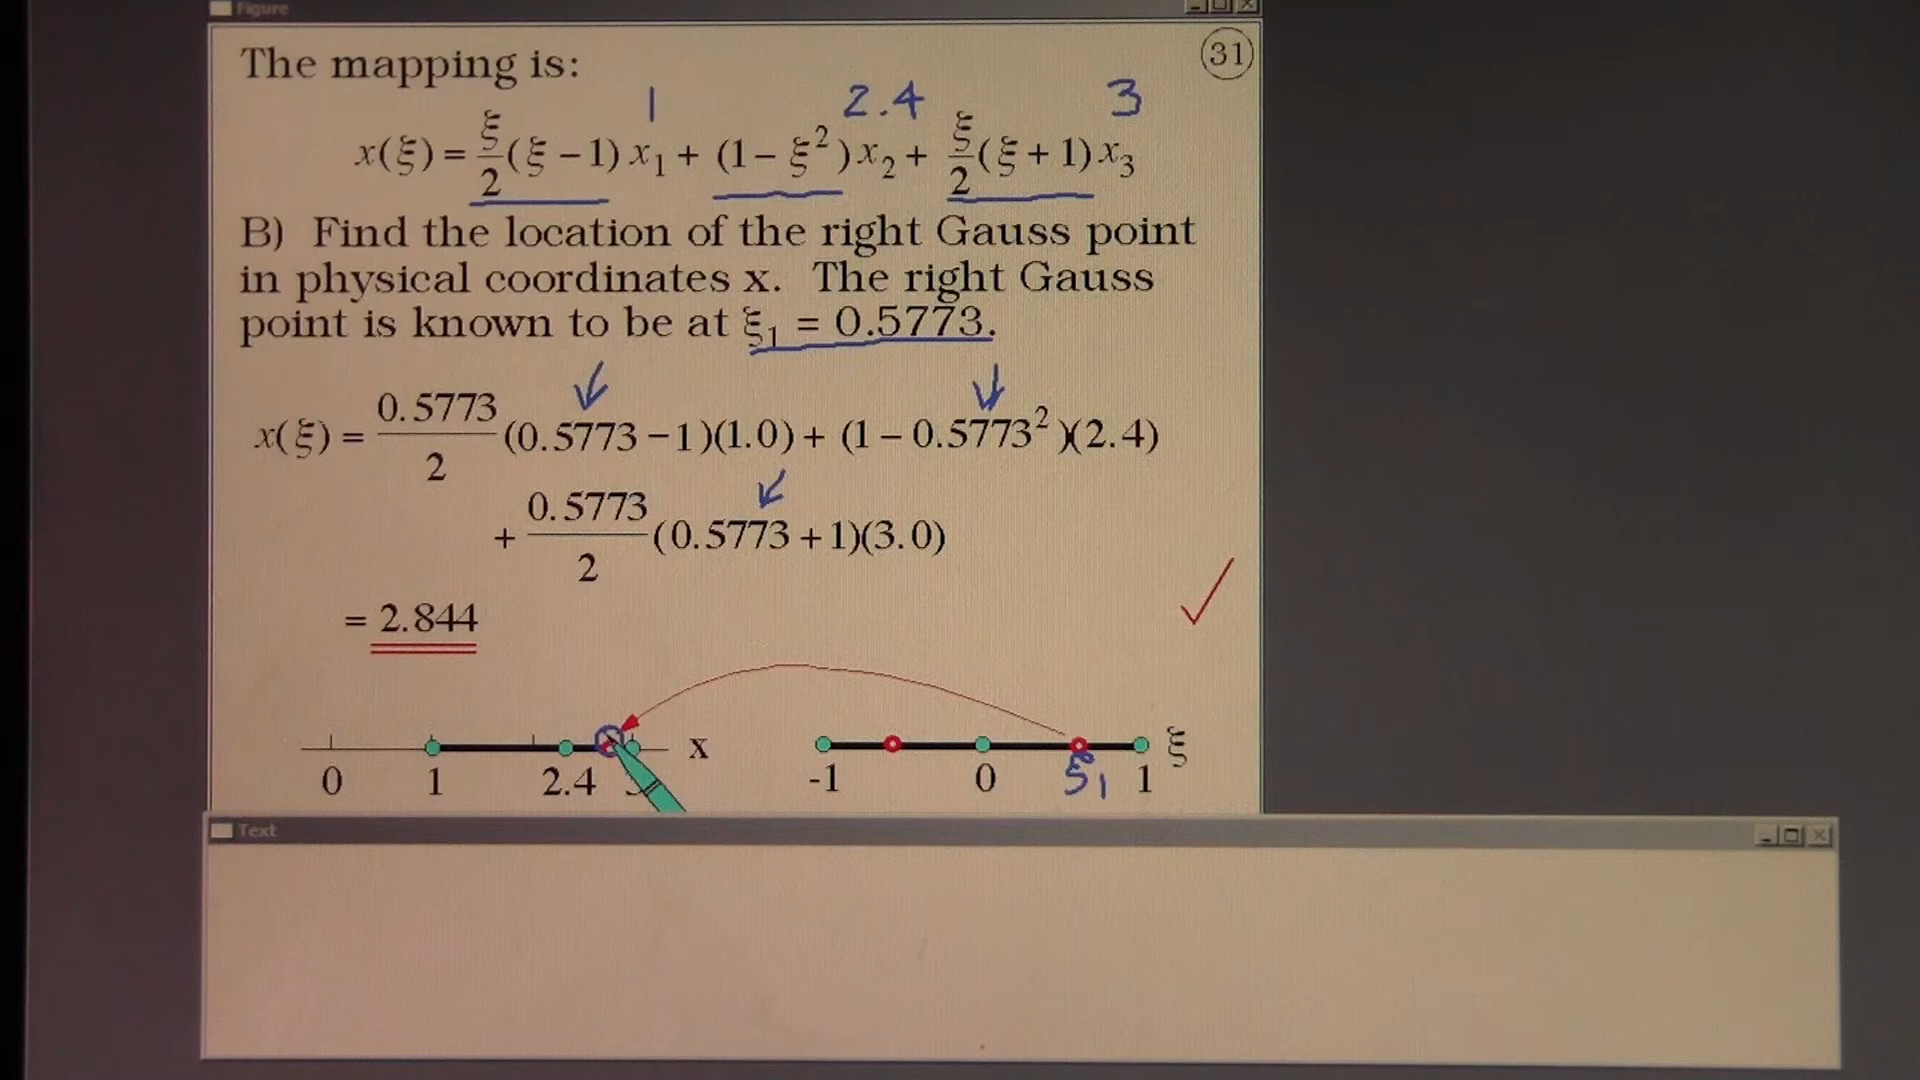 Figure
The mapping is:
31
1 2.4 3
x(ξ) = ξ/2 (ξ − 1) x₁ + (1 − ξ²) x₂ + ξ/2 (ξ + 1) x₃
B) Find the location of the right Gauss point
in physical coordinates x. The right Gauss
point is known to be at ξ₁ = 0.5773.
x(ξ) = 0.5773/2 (0.5773 − 1)(1.0) + (1 − 0.5773²)(2.4)
+ 0.5773/2 (0.5773 + 1)(3.0)
= 2.844
x ξ
0 1 2.4 -1 0 ξ₁ 1
Text